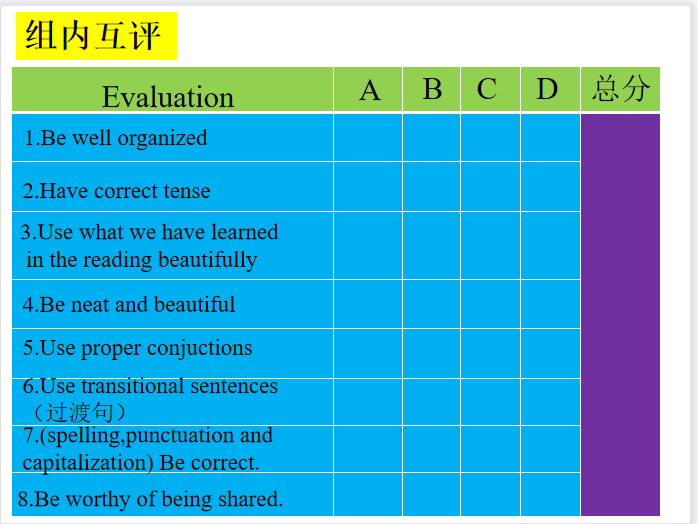 组内互评
Evaluation A B C D 总分
1.Be well organized
2.Have correct tense
3.Use what we have learned
in the reading beautifully
4.Be neat and beautiful
5.Use proper conjuctions
6.Use transitional sentences
（过渡句）
7.(spelling,punctuation and
capitalization) Be correct.
8.Be worthy of being shared.